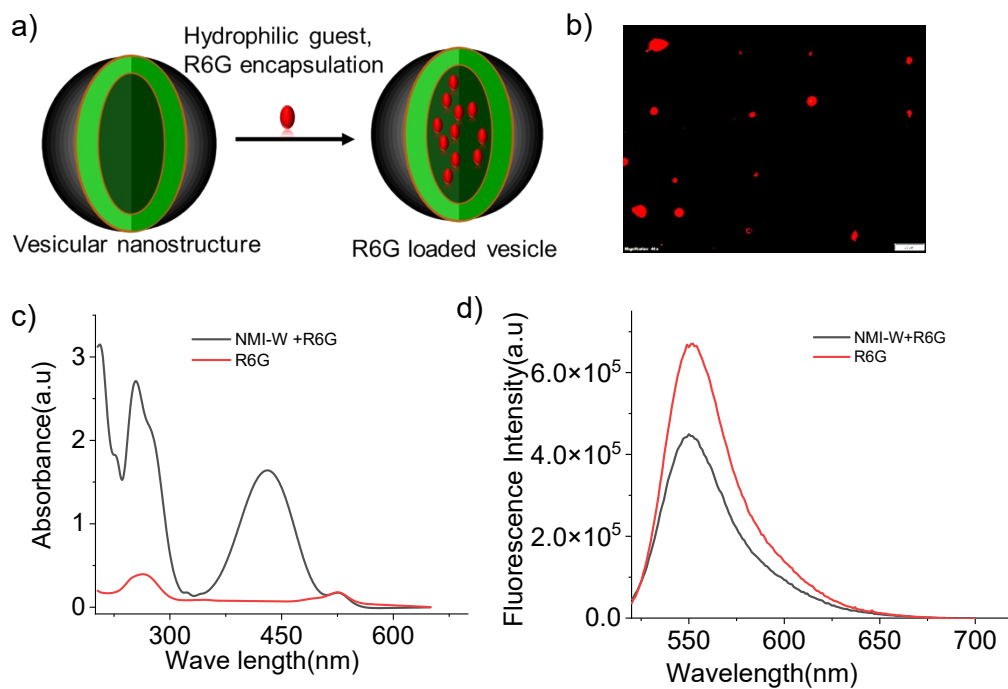 a)
Hydrophilic guest,
R6G encapsulation
Vesicular nanostructure
R6G loaded vesicle
b)
c)
NMI-W +R6G
R6G
Absorbance(a.u)
3
2
1
0
300
450
600
Wave length(nm)
d)
NMI-W+R6G
R6G
Fluorescence Intensity(a.u)
6.0×10⁵
4.0×10⁵
2.0×10⁵
0.0
550
600
650
700
Wavelength(nm)